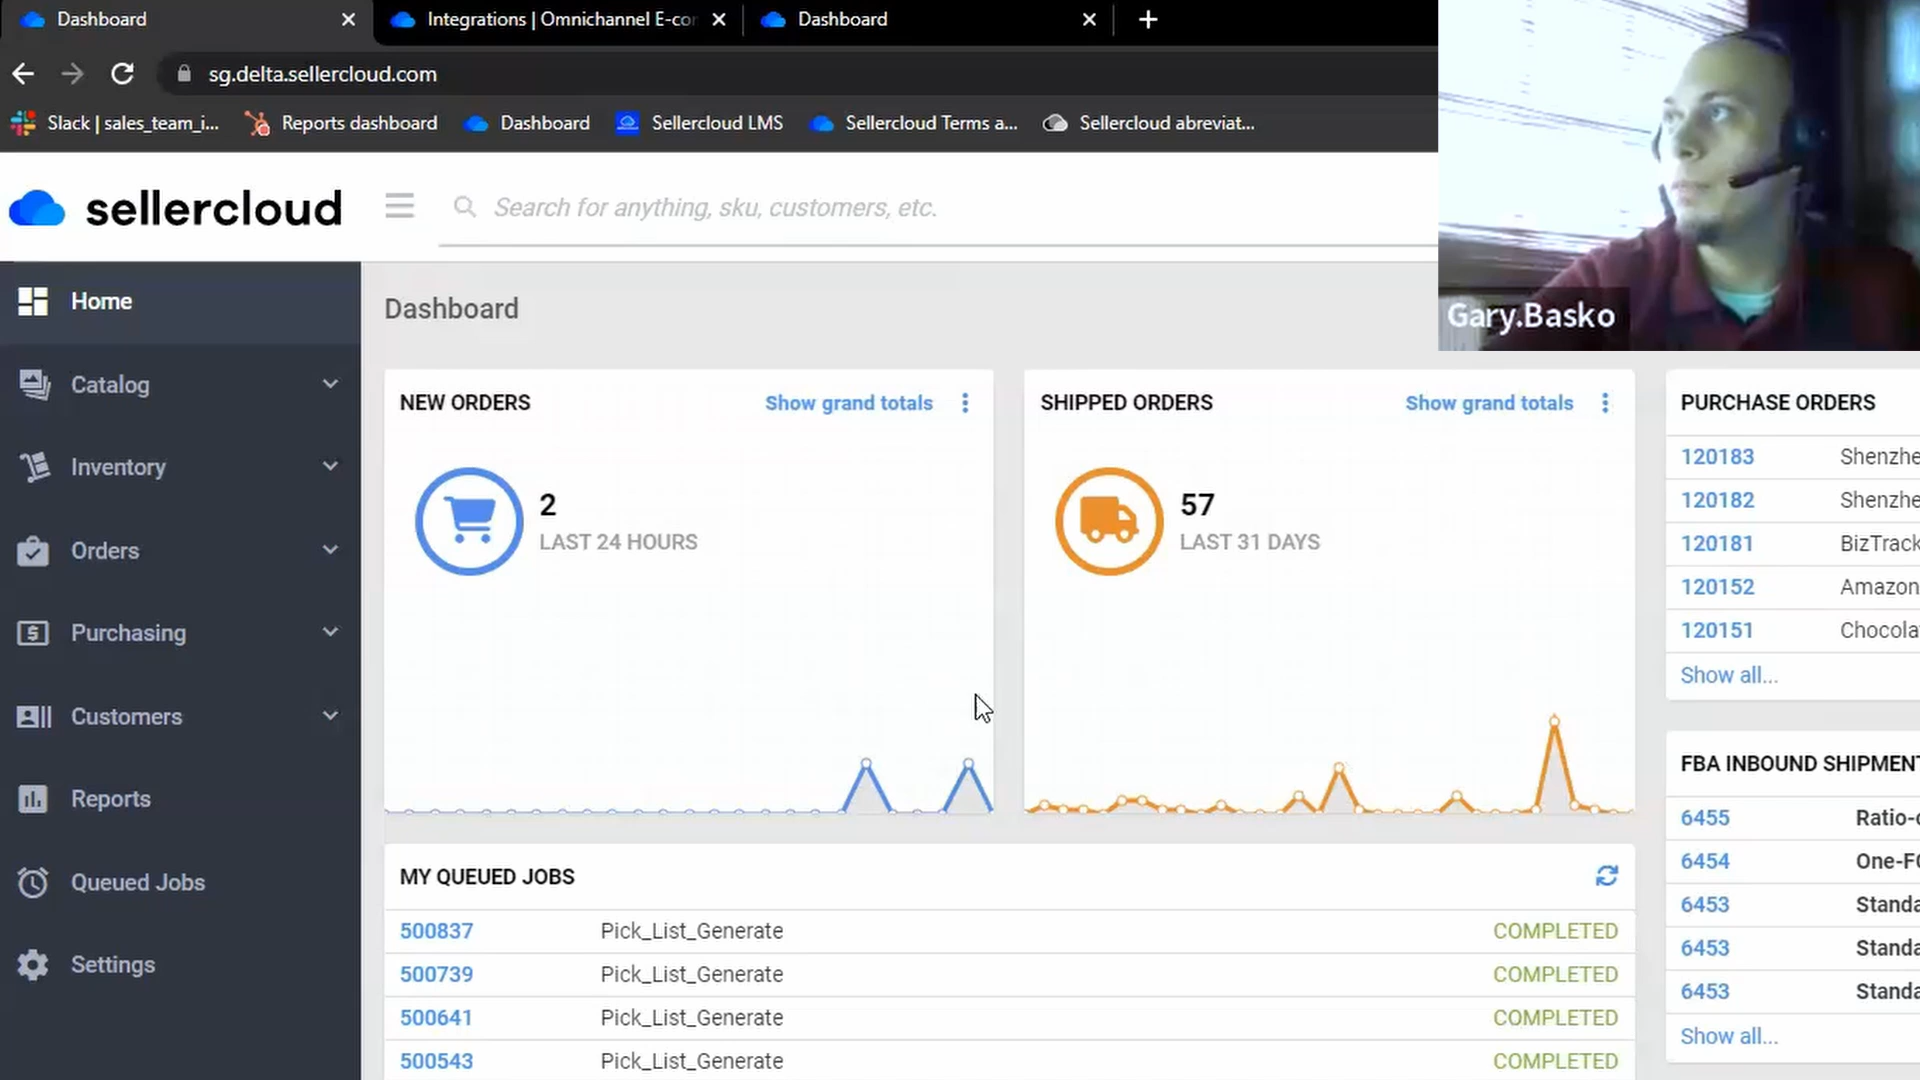 Dashboard
Integrations | Omnichannel E-cor
Dashboard
sg.delta.sellercloud.com
Slack | sales_team_i...
Reports dashboard
Dashboard
Sellercloud LMS
Sellercloud Terms a...
Sellercloud abreviat...
sellercloud
Search for anything, sku, customers, etc.
Gary.Basko
Home
Catalog
Inventory
Orders
Purchasing
Customers
Reports
Queued Jobs
Settings
Dashboard
NEW ORDERS Show grand totals
2
LAST 24 HOURS
SHIPPED ORDERS Show grand totals
57
LAST 31 DAYS
PURCHASE ORDERS
120183 Shenzhe
120182 Shenzhe
120181 BizTrack
120152 Amazon
120151 Chocola
Show all...
MY QUEUED JOBS
500837 Pick_List_Generate COMPLETED
500739 Pick_List_Generate COMPLETED
500641 Pick_List_Generate COMPLETED
500543 Pick_List_Generate COMPLETED
FBA INBOUND SHIPMENT
6455 Ratio-
6454 One-F
6453 Standa
6453 Standa
6453 Standa
Show all...